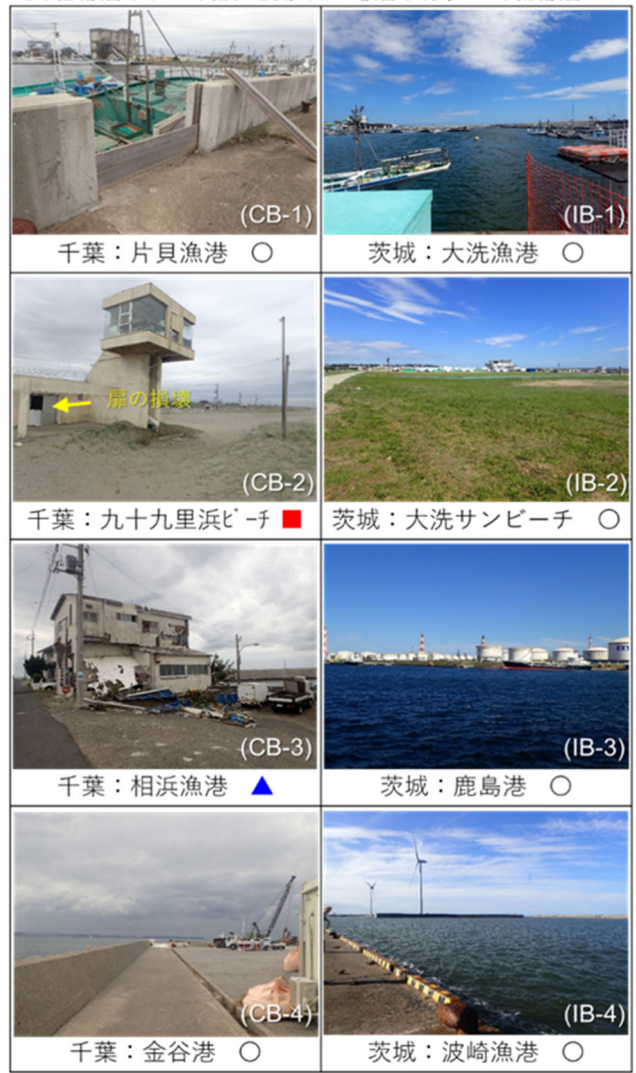 (CB-1)
(IB-1)
千葉：片貝漁港 ○
茨城：大洗漁港 ○
扉の損壊
(CB-2)
(IB-2)
千葉：九十九里浜ﾋﾞｰﾁ ■
茨城：大洗サンビーチ ○
(CB-3)
(IB-3)
千葉：相浜漁港 ▲
茨城：鹿島港 ○
(CB-4)
(IB-4)
千葉：金谷港 ○
茨城：波崎漁港 ○